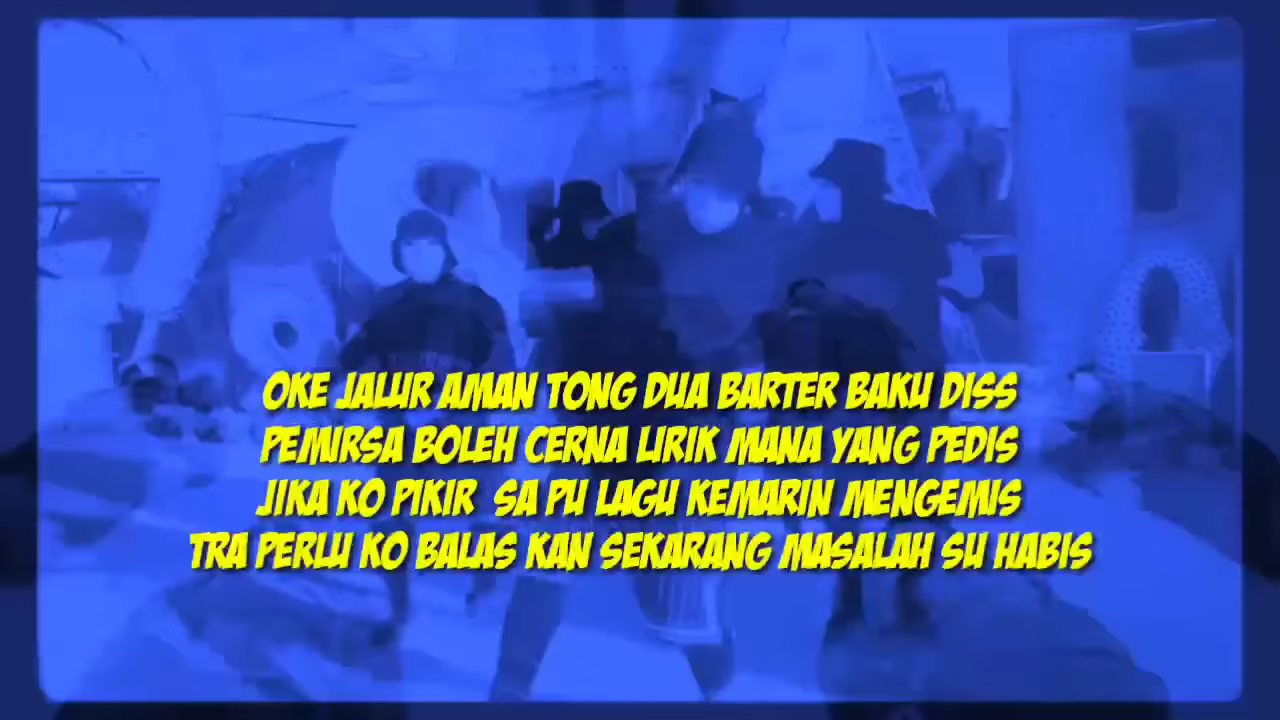 OKE JALUR AMAN TONG DUA BARTER BAKU DISS
PEMIRSA BOLEH CERNA LIRIK MANA YANG PEDIS
JIKA KO PIKIR SA PU LAGU KEMARIN MENGEMIS
TRA PERLU KO BALAS KAN SEKARANG MASALAH SU HABIS